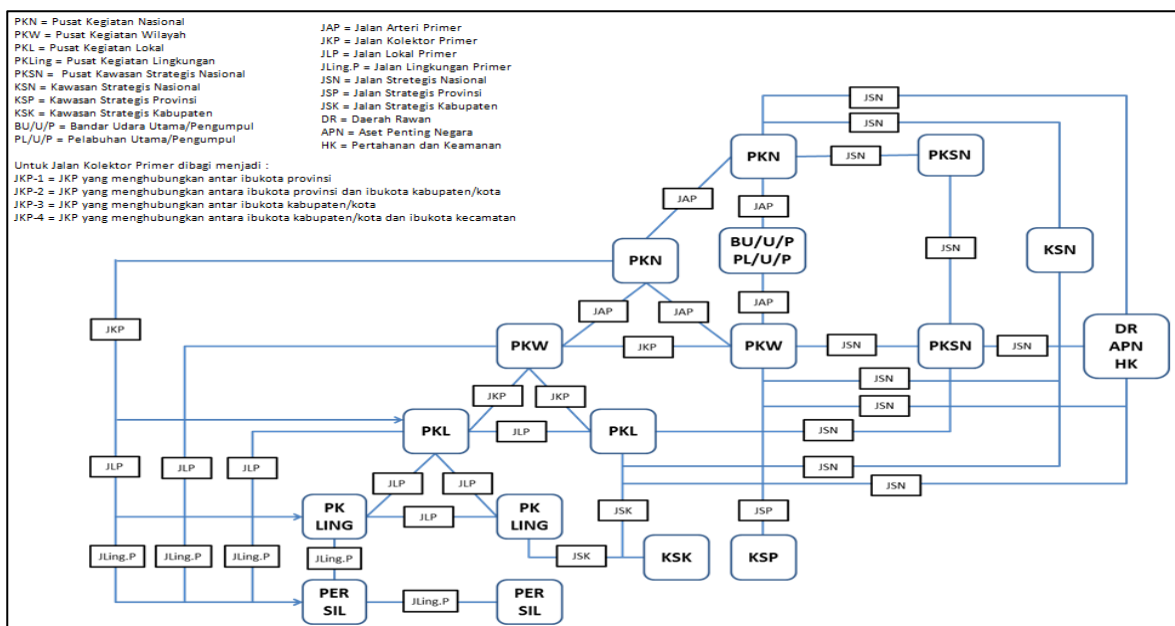 PKN = Pusat Kegiatan Nasional
PKW = Pusat Kegiatan Wilayah
PKL = Pusat Kegiatan Lokal
PKLing = Pusat Kegiatan Lingkungan
PKSN = Pusat Kawasan Strategis Nasional
KSN = Kawasan Strategis Nasional
KSP = Kawasan Strategis Provinsi
KSK = Kawasan Strategis Kabupaten
BU/U/P = Bandar Udara Utama/Pengumpul
PL/U/P = Pelabuhan Utama/Pengumpul
JAP = Jalan Arteri Primer
JKP = Jalan Kolektor Primer
JLP = Jalan Lokal Primer
JLing.P = Jalan Lingkungan Primer
JSN = Jalan Stretegis Nasional
JSP = Jalan Strategis Provinsi
JSK = Jalan Strategis Kabupaten
DR = Daerah Rawan
APN = Aset Penting Negara
HK = Pertahanan dan Keamanan
Untuk Jalan Kolektor Primer dibagi menjadi :
JKP-1 = JKP yang menghubungkan antar ibukota provinsi
JKP-2 = JKP yang menghubungkan antara ibukota provinsi dan ibukota kabupaten/kota
JKP-3 = JKP yang menghubungkan antar ibukota kabupaten/kota
JKP-4 = JKP yang menghubungkan antara ibukota kabupaten/kota dan ibukota kecamatan
JSN
JSN
PKN
JSN
PKSN
JAP
JAP
PKN
BU/U/P
PL/U/P
JSN
KSN
JAP
JAP
JAP
JKP
PKW
JKP
PKW
JSN
PKSN
JSN
DR
APN
HK
JSN
JKP
JKP
JSN
PKL
JLP
PKL
JSN
JLP
JLP
JLP
JSN
JLP
JLP
JSN
PK
LING
JLP
PK
LING
JSK
JSP
JLing.P
JLing.P
JLing.P
JLing.P
JSK
KSK
KSP
PER
SIL
JLing.P
PER
SIL